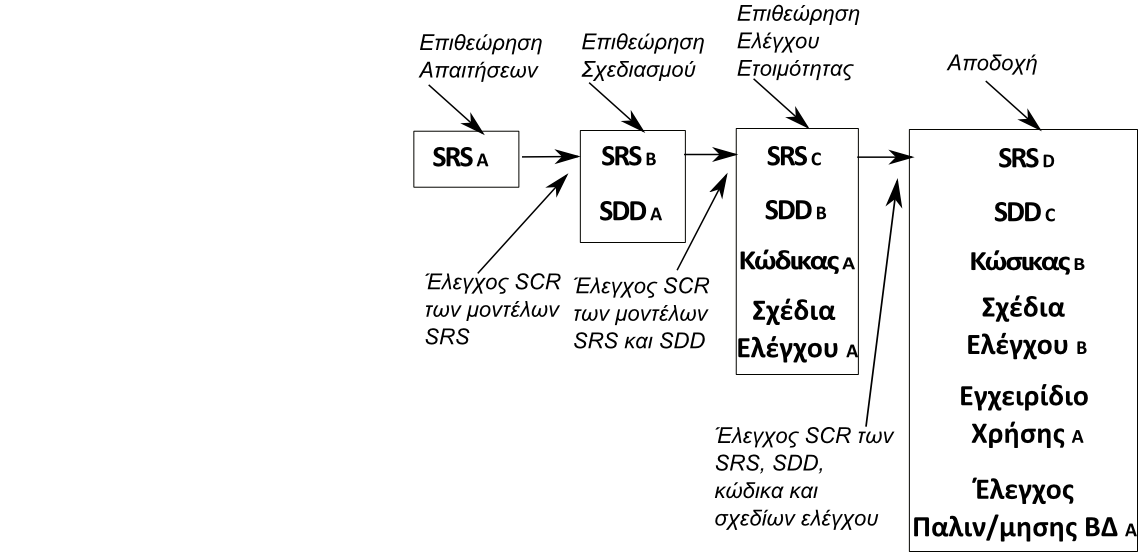 Επιθεώρηση
Απαιτήσεων
Επιθεώρηση
Σχεδιασμού
Επιθεώρηση
Ελέγχου
Ετοιμότητας
Αποδοχή
SRS A
SRS B
SDD A
SRS C
SDD B
Κώδικας A
Σχέδια
Ελέγχου A
SRS D
SDD C
Κώσικας B
Σχέδια
Ελέγχου B
Εγχειρίδιο
Χρήσης A
Έλεγχος
Παλιν/μησης ΒΔ A
Έλεγχος SCR
των μοντέλων
SRS
Έλεγχος SCR
των μοντέλων
SRS και SDD
Έλεγχος SCR των
SRS, SDD,
κώδικα και
σχεδίων ελέγχου